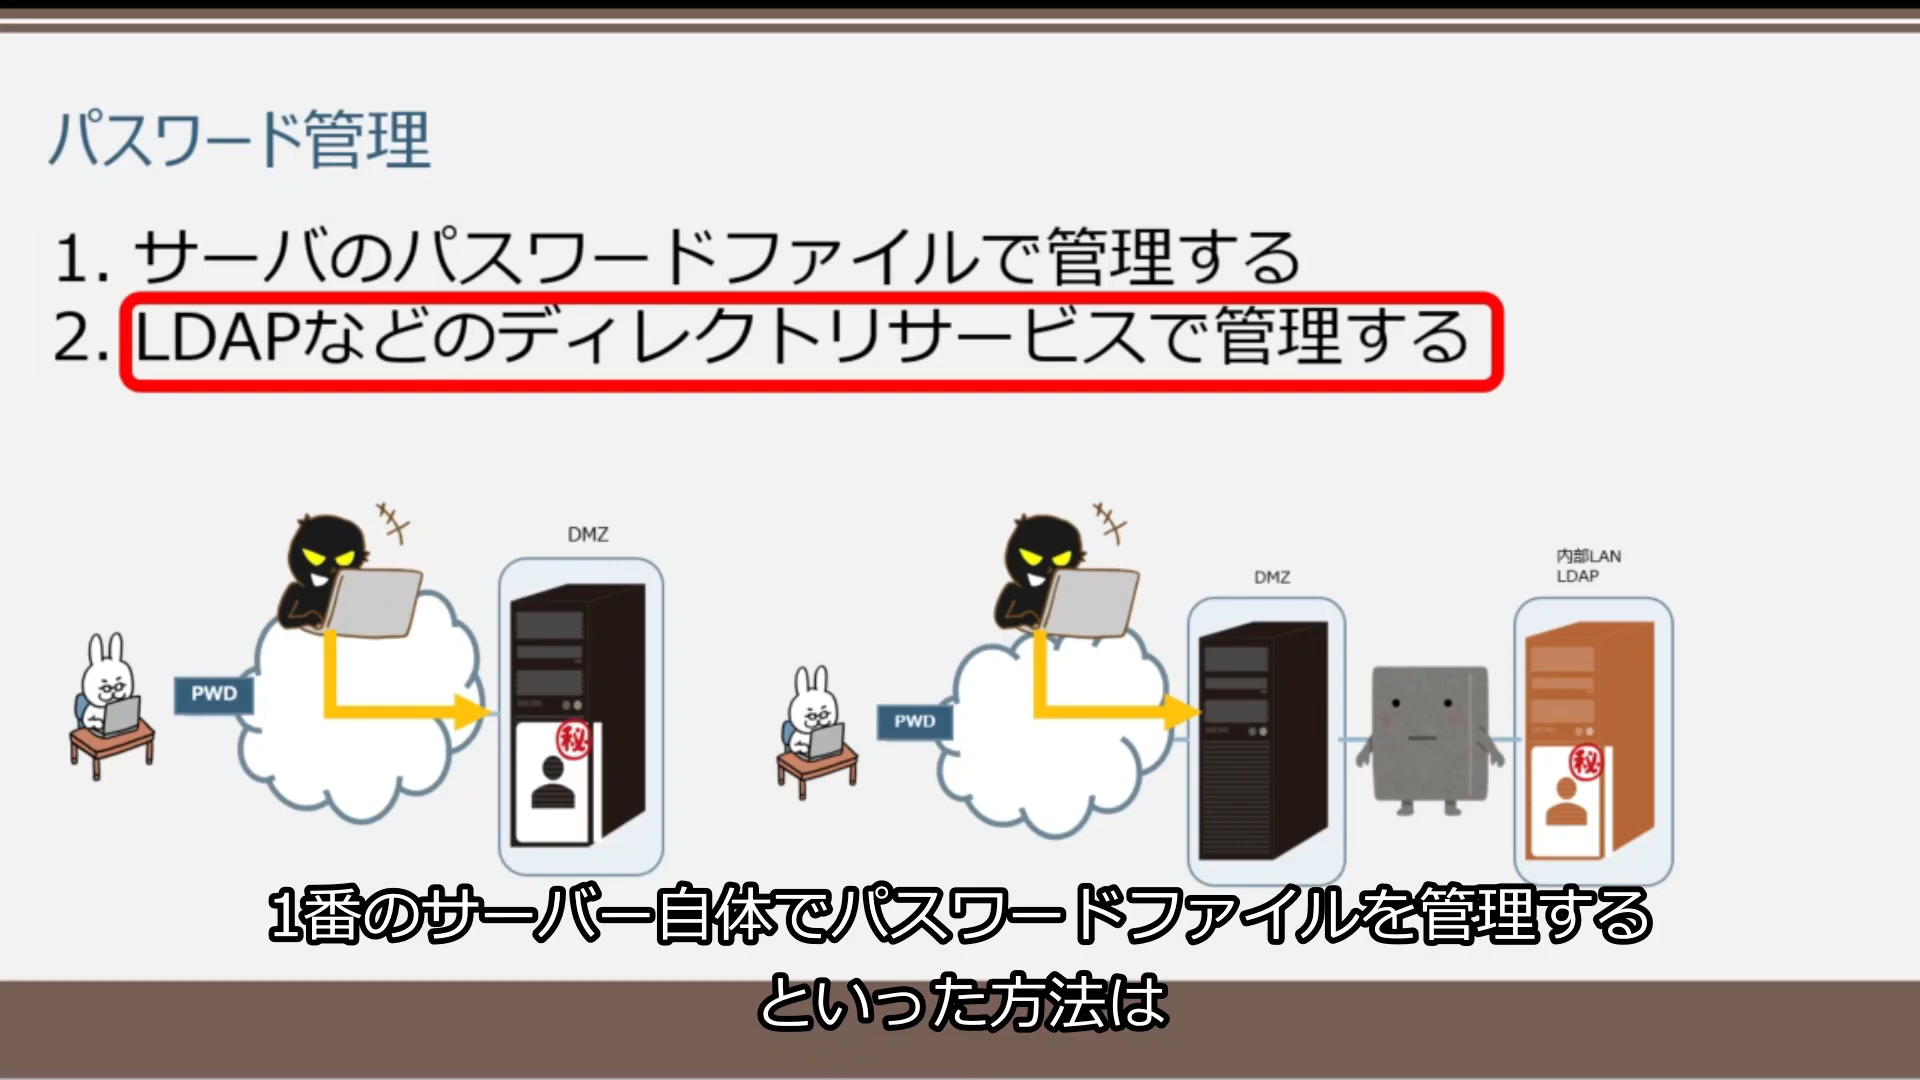 パスワード管理
1. サーバのパスワードファイルで管理する
2. LDAPなどのディレクトリサービスで管理する
DMZ
PWD
秘
DMZ
内部LAN
LDAP
PWD
秘
1番のサーバー自体でパスワードファイルを管理する
といった方法は